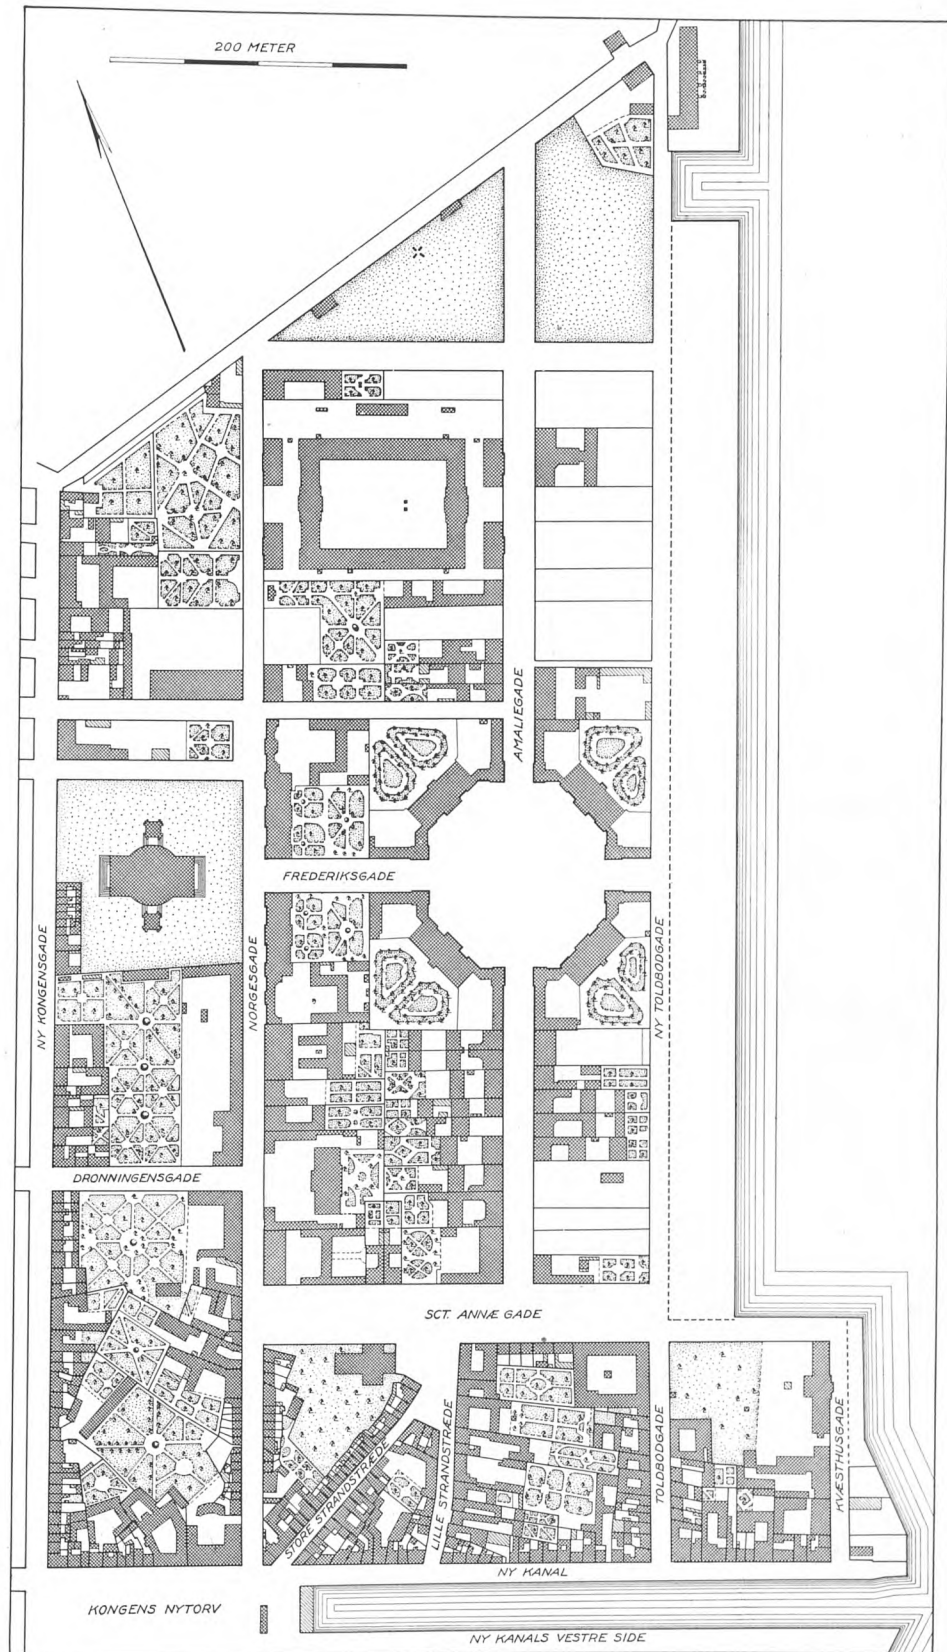 200 METER
AMALIEGADE
FREDERIKSGADE
NY KONGENSGADE
NORGESGADE
NY TOLDBODGADE
DRONNINGENSGADE
SCT. ANNÆ GADE
STORE STRANDSTRÆDE
LILLE STRANDSTRÆDE
TOLDBODGADE
KVÆSTHUSGADE
NY KANAL
KONGENS NYTORV
NY KANALS VESTRE SIDE